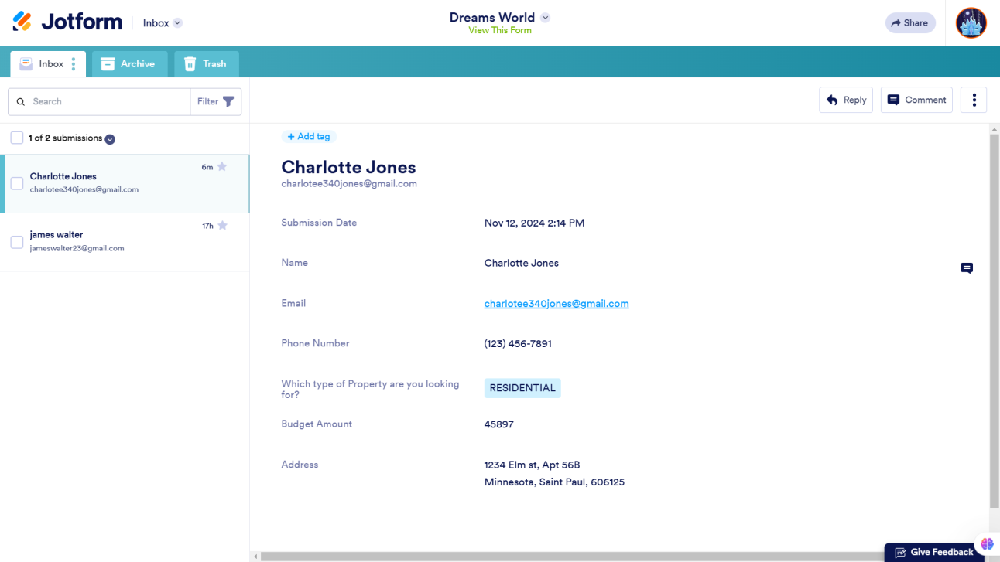 Jotform
Inbox
Dreams World
View This Form
Share
Inbox
Archive
Trash
Search
Filter
Reply
Comment
1 of 2 submissions
6m
Charlotte Jones
charlotee340jones@gmail.com
17h
james walter
jameswalter23@gmail.com
+ Add tag
Charlotte Jones
charlotee340jones@gmail.com
Submission Date
Nov 12, 2024 2:14 PM
Name
Charlotte Jones
Email
charlotee340jones@gmail.com
Phone Number
(123) 456-7891
Which type of Property are you looking
for?
RESIDENTIAL
Budget Amount
45897
Address
1234 Elm st, Apt 56B
Minnesota, Saint Paul, 606125
Give Feedback